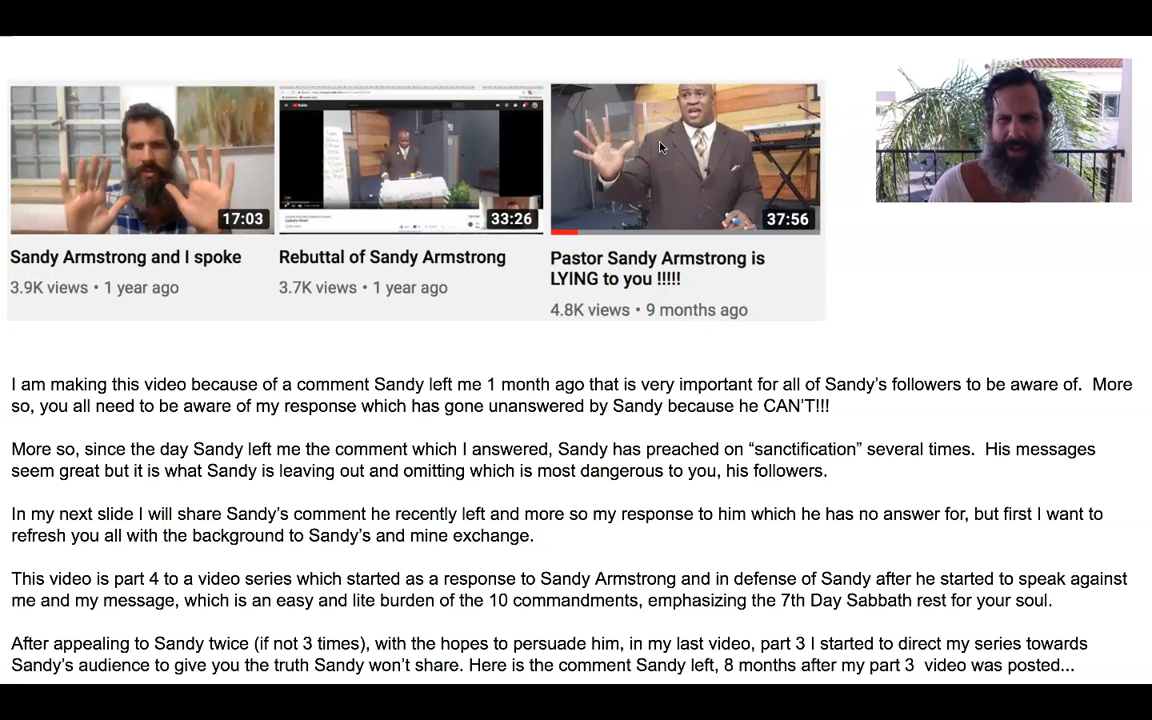 17:03
33:26
37:56
Sandy Armstrong and I spoke
3.9K views • 1 year ago
Rebuttal of Sandy Armstrong
3.7K views • 1 year ago
Pastor Sandy Armstrong is
LYING to you !!!!!
4.8K views • 9 months ago
I am making this video because of a comment Sandy left me 1 month ago that is very important for all of Sandy’s followers to be aware of.  More
so, you all need to be aware of my response which has gone unanswered by Sandy because he CAN’T!!!
More so, since the day Sandy left me the comment which I answered, Sandy has preached on “sanctification” several times.  His messages
seem great but it is what Sandy is leaving out and omitting which is most dangerous to you, his followers.
In my next slide I will share Sandy’s comment he recently left and more so my response to him which he has no answer for, but first I want to
refresh you all with the background to Sandy’s and mine exchange.
This video is part 4 to a video series which started as a response to Sandy Armstrong and in defense of Sandy after he started to speak against
me and my message, which is an easy and lite burden of the 10 commandments, emphasizing the 7th Day Sabbath rest for your soul.
After appealing to Sandy twice (if not 3 times), with the hopes to persuade him, in my last video, part 3 I started to direct my series towards
Sandy’s audience to give you the truth Sandy won’t share. Here is the comment Sandy left, 8 months after my part 3  video was posted...